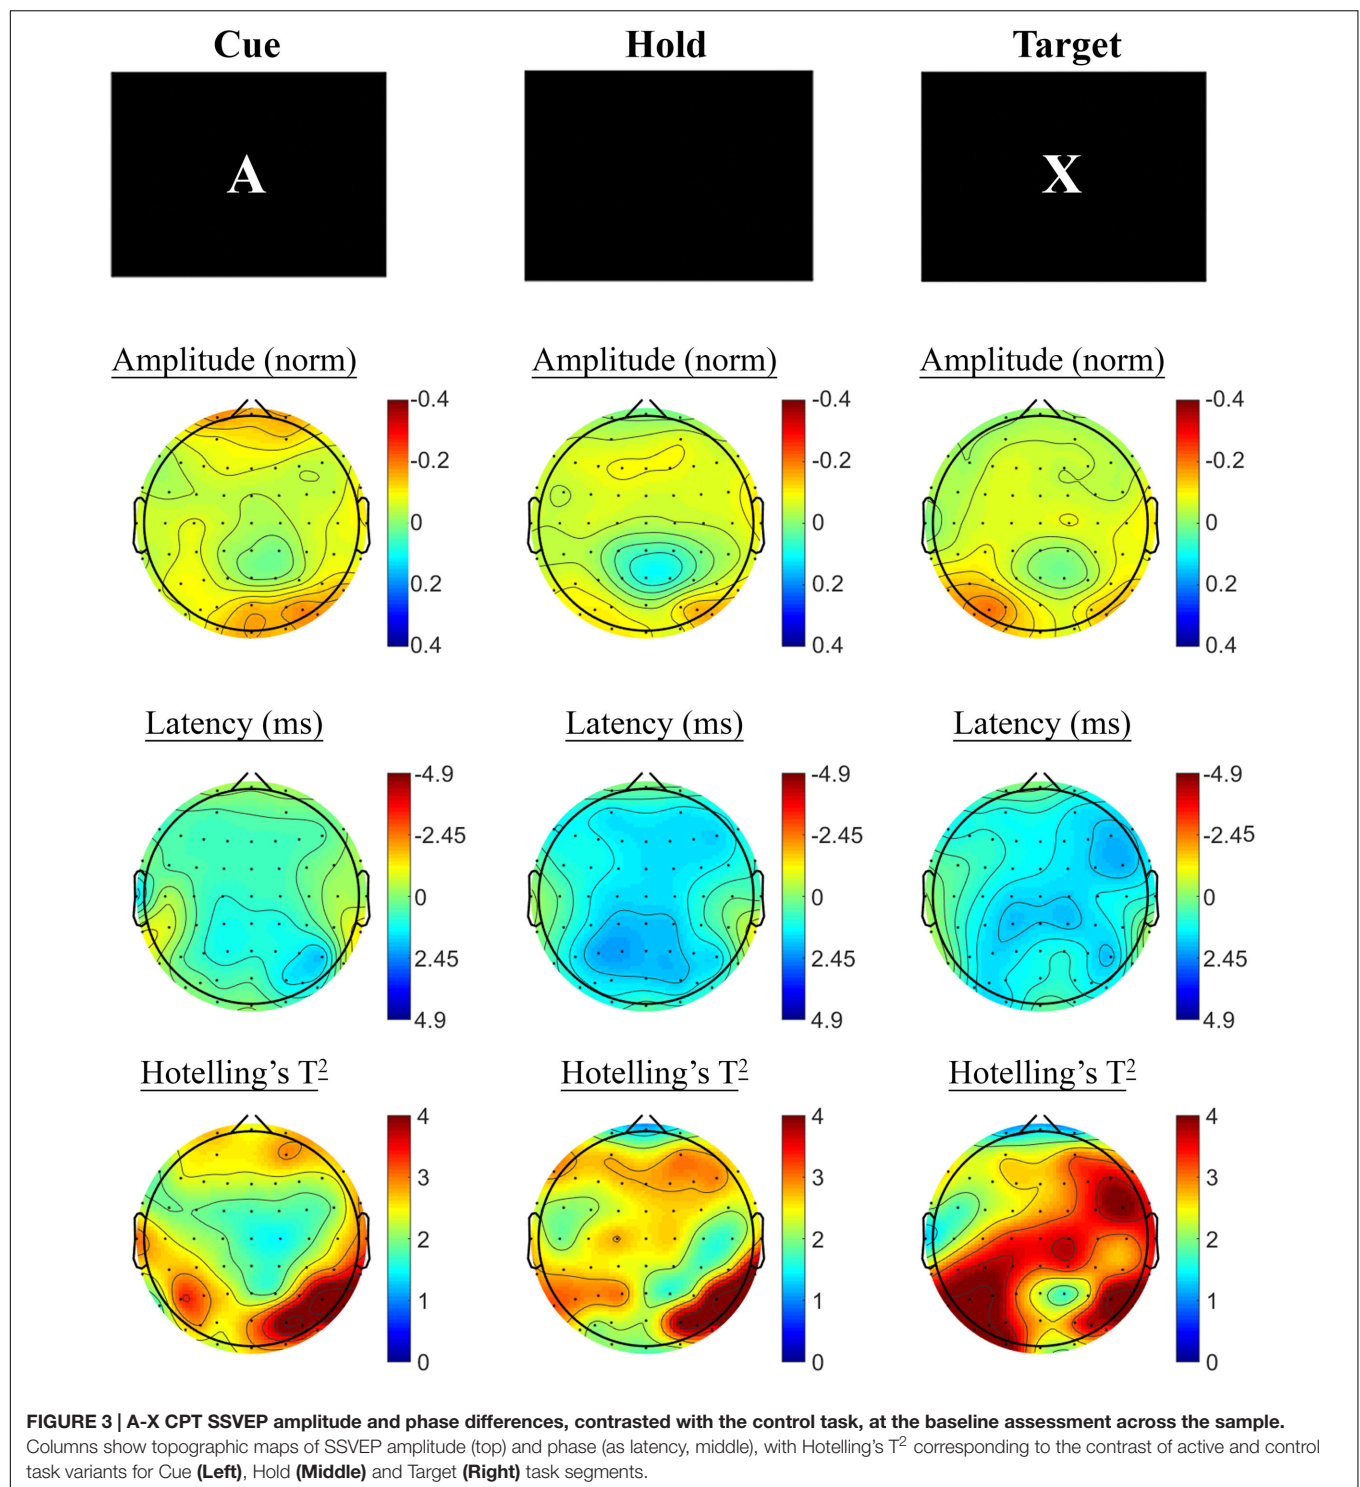 Cue Hold Target
A X
Amplitude (norm) Amplitude (norm) Amplitude (norm)
-0.4 -0.4 -0.4
-0.2 -0.2 -0.2
0 0 0
0.2 0.2 0.2
0.4 0.4 0.4
Latency (ms) Latency (ms) Latency (ms)
-4.9 -4.9 -4.9
-2.45 -2.45 -2.45
0 0 0
2.45 2.45 2.45
4.9 4.9 4.9
Hotelling’s T² Hotelling’s T² Hotelling’s T²
4 4 4
3 3 3
2 2 2
1 1 1
0 0 0
FIGURE 3 | A-X CPT SSVEP amplitude and phase differences, contrasted with the control task, at the baseline assessment across the sample.
Columns show topographic maps of SSVEP amplitude (top) and phase (as latency, middle), with Hotelling’s T² corresponding to the contrast of active and control
task variants for Cue (Left), Hold (Middle) and Target (Right) task segments.